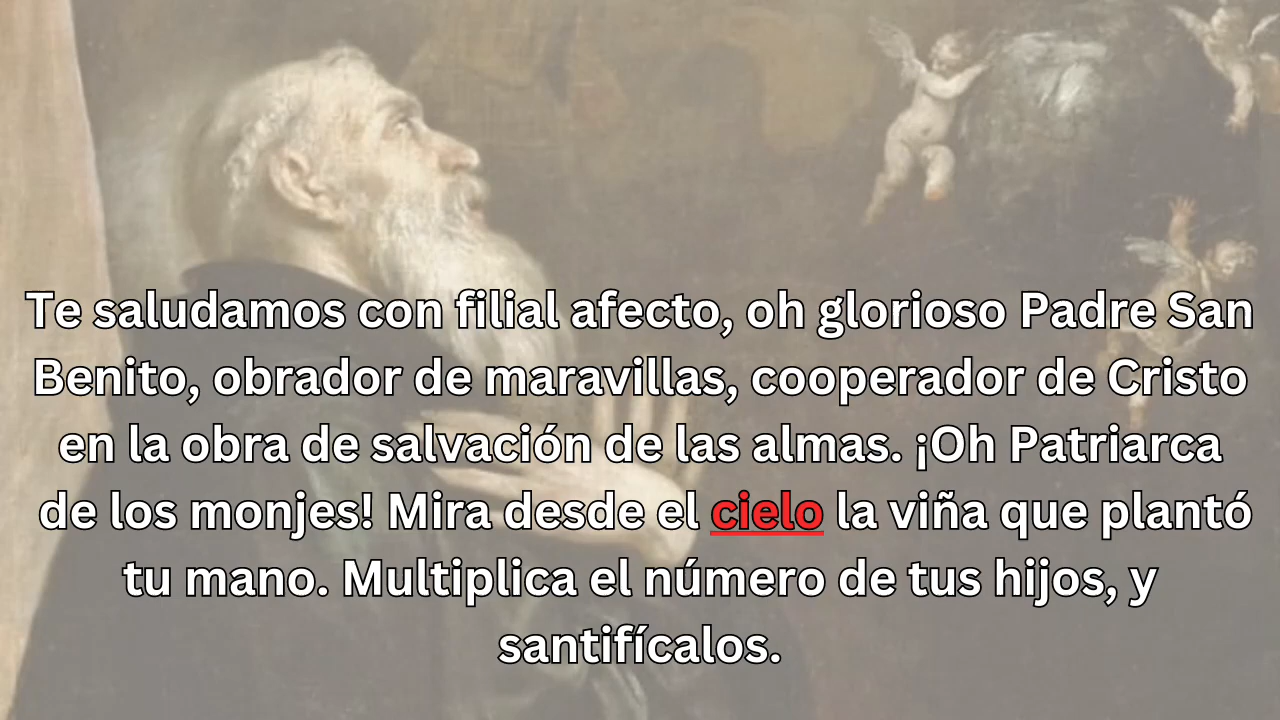 Te saludamos con filial afecto, oh glorioso Padre San
Benito, obrador de maravillas, cooperador de Cristo
en la obra de salvación de las almas. ¡Oh Patriarca
de los monjes! Mira desde el cielo la viña que plantó
tu mano. Multiplica el número de tus hijos, y
santifícalos.